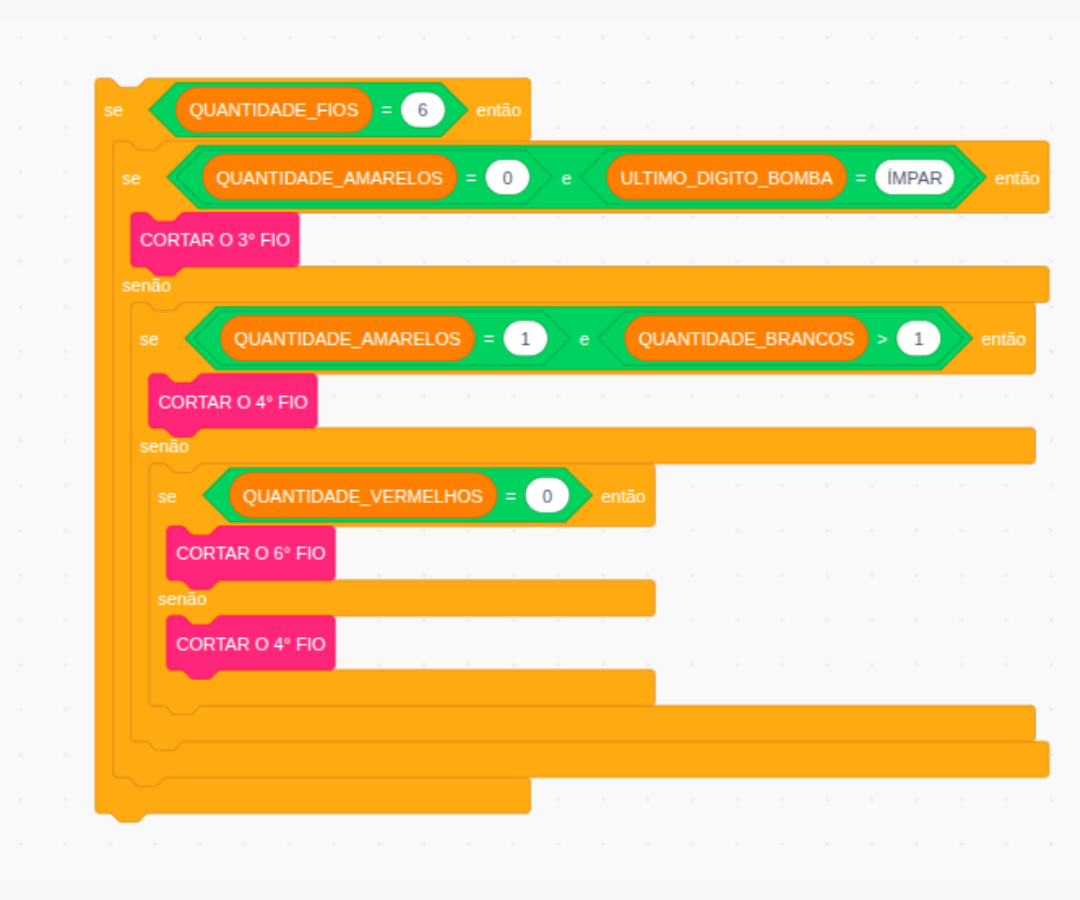 se QUANTIDADE_FIOS = 6 então
se QUANTIDADE_AMARELOS = 0 e ULTIMO_DIGITO_BOMBA = ÍMPAR então
CORTAR O 3° FIO
senão
se QUANTIDADE_AMARELOS = 1 e QUANTIDADE_BRANCOS > 1 então
CORTAR O 4° FIO
senão
se QUANTIDADE_VERMELHOS = 0 então
CORTAR O 6° FIO
senão
CORTAR O 4° FIO